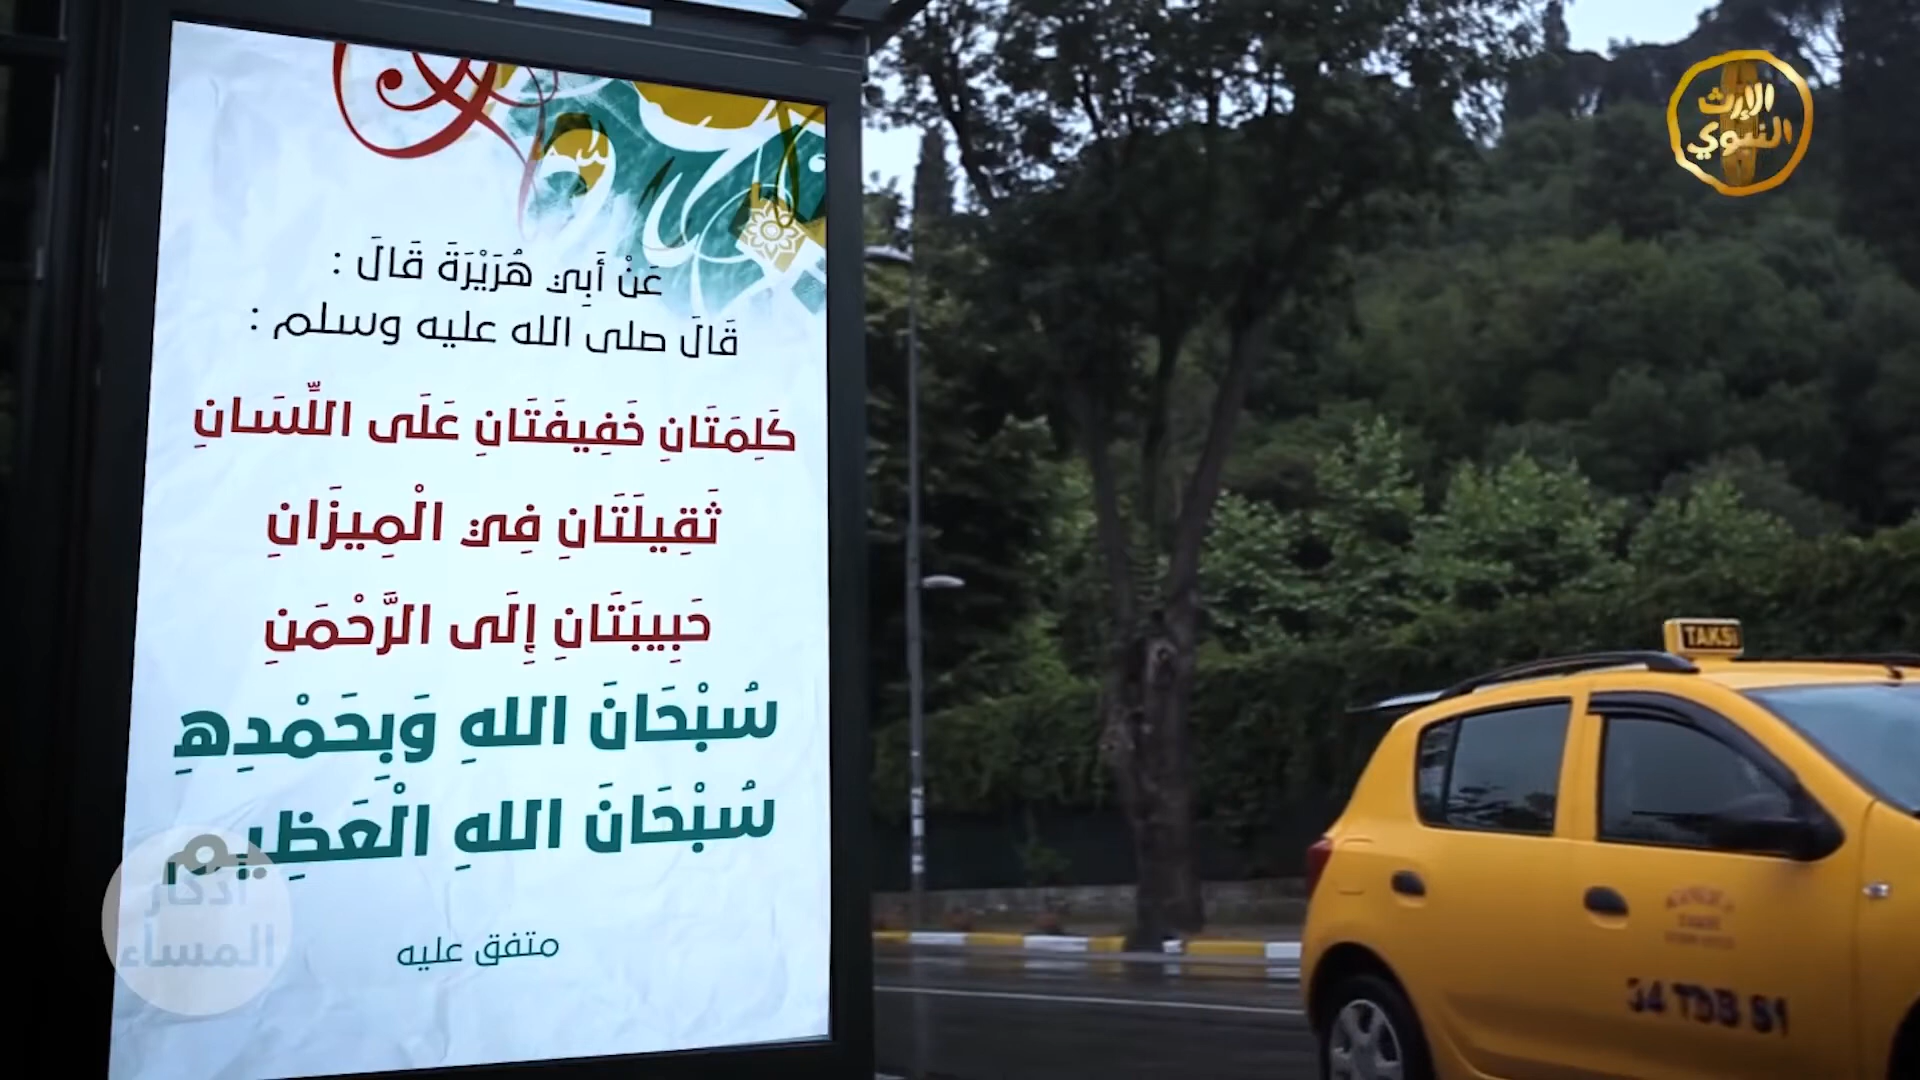 عَنْ أَبِي هُرَيْرَةَ قَالَ :
قَالَ صلى الله عليه وسلم :
كَلِمَتَانِ خَفِيفَتَانِ عَلَى اللِّسَانِ
ثَقِيلَتَانِ فِي الْمِيزَانِ
حَبِيبَتَانِ إِلَى الرَّحْمَنِ
سُبْحَانَ اللهِ وَبِحَمْدِهِ
سُبْحَانَ اللهِ الْعَظِيم
متفق عليه
أذكار
المساء
الإرث
النبوي
TAKSI
34 TDB 81